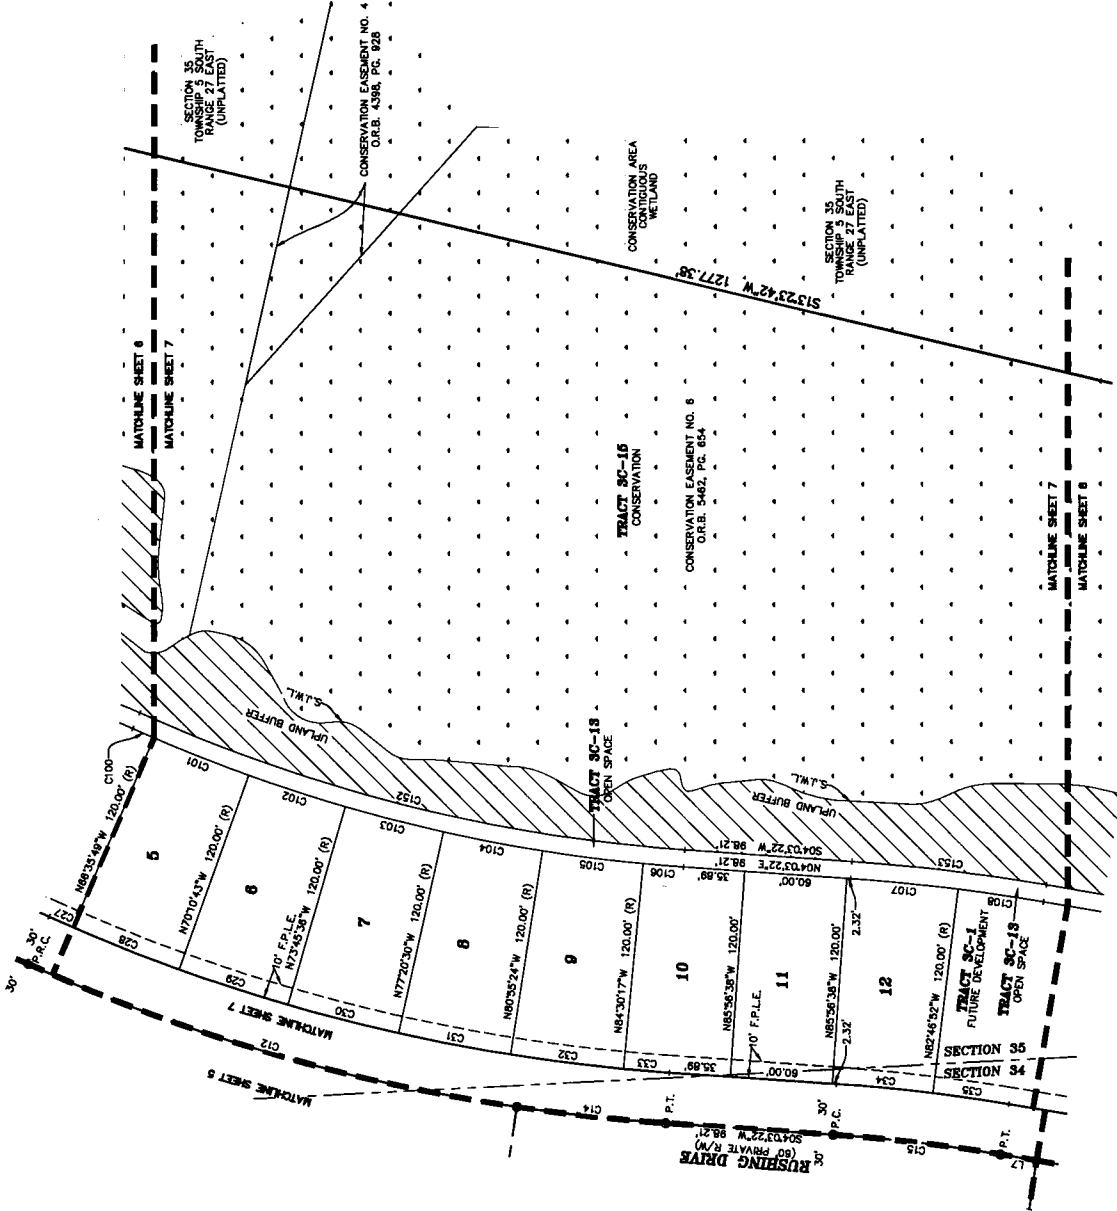 SECTION 35
TOWNSHIP 5 SOUTH
RANGE 27 EAST
(UNPLATTED)
CONSERVATION EASEMENT NO. 4
O.R.B. 4398, PG. 928
MATCHLINE SHEET 6
MATCHLINE SHEET 7
CONSERVATION AREA
CONTIGUOUS
WETLAND
SECTION 35
TOWNSHIP 5 SOUTH
RANGE 27 EAST
(UNPLATTED)
S13°23'42"W 1277.38'
TRACT SC-15
CONSERVATION
CONSERVATION EASEMENT NO. 6
O.R.B. 5462, PG. 654
MATCHLINE SHEET 7
MATCHLINE SHEET 8
S.J.W.L.
UPLAND BUFFER
TRACT SC-13
OPEN SPACE
S.J.W.L.
UPLAND BUFFER
C100
C101
C102
C152
C103
C104
C105
C106
S04°03'22"W
98.21'
N04°03'22"E
98.21'
35.89'
60.00'
C153
C107
C108
2.32'
N66°35'49"W 120.00' (R)
5
N70°10'43"W 120.00' (R)
6
10' F.P.L.E.
N73°45'36"W 120.00' (R)
7
N77°20'30"W 120.00' (R)
8
N80°55'24"W 120.00' (R)
9
N84°30'17"W 120.00' (R)
10
N85°56'38"W 120.00'
11
10' F.P.L.E.
N85°56'38"W 120.00'
12
N82°46'52"W 120.00' (R)
TRACT SC-1
FUTURE DEVELOPMENT
TRACT SC-13
OPEN SPACE
SECTION 35
SECTION 34
C27
C28
C29
C30
C31
C32
C33
35.89'
60.00'
2.32'
C34
C35
30'
30'
P.R.C.
C12
MATCHLINE SHEET 7
MATCHLINE SHEET 5
C14
P.T.
S04°03'22"W
98.21'
30'
P.C.
30'
C15
P.T.
L7
RUSHING DRIVE
(60' PRIVATE R/W)